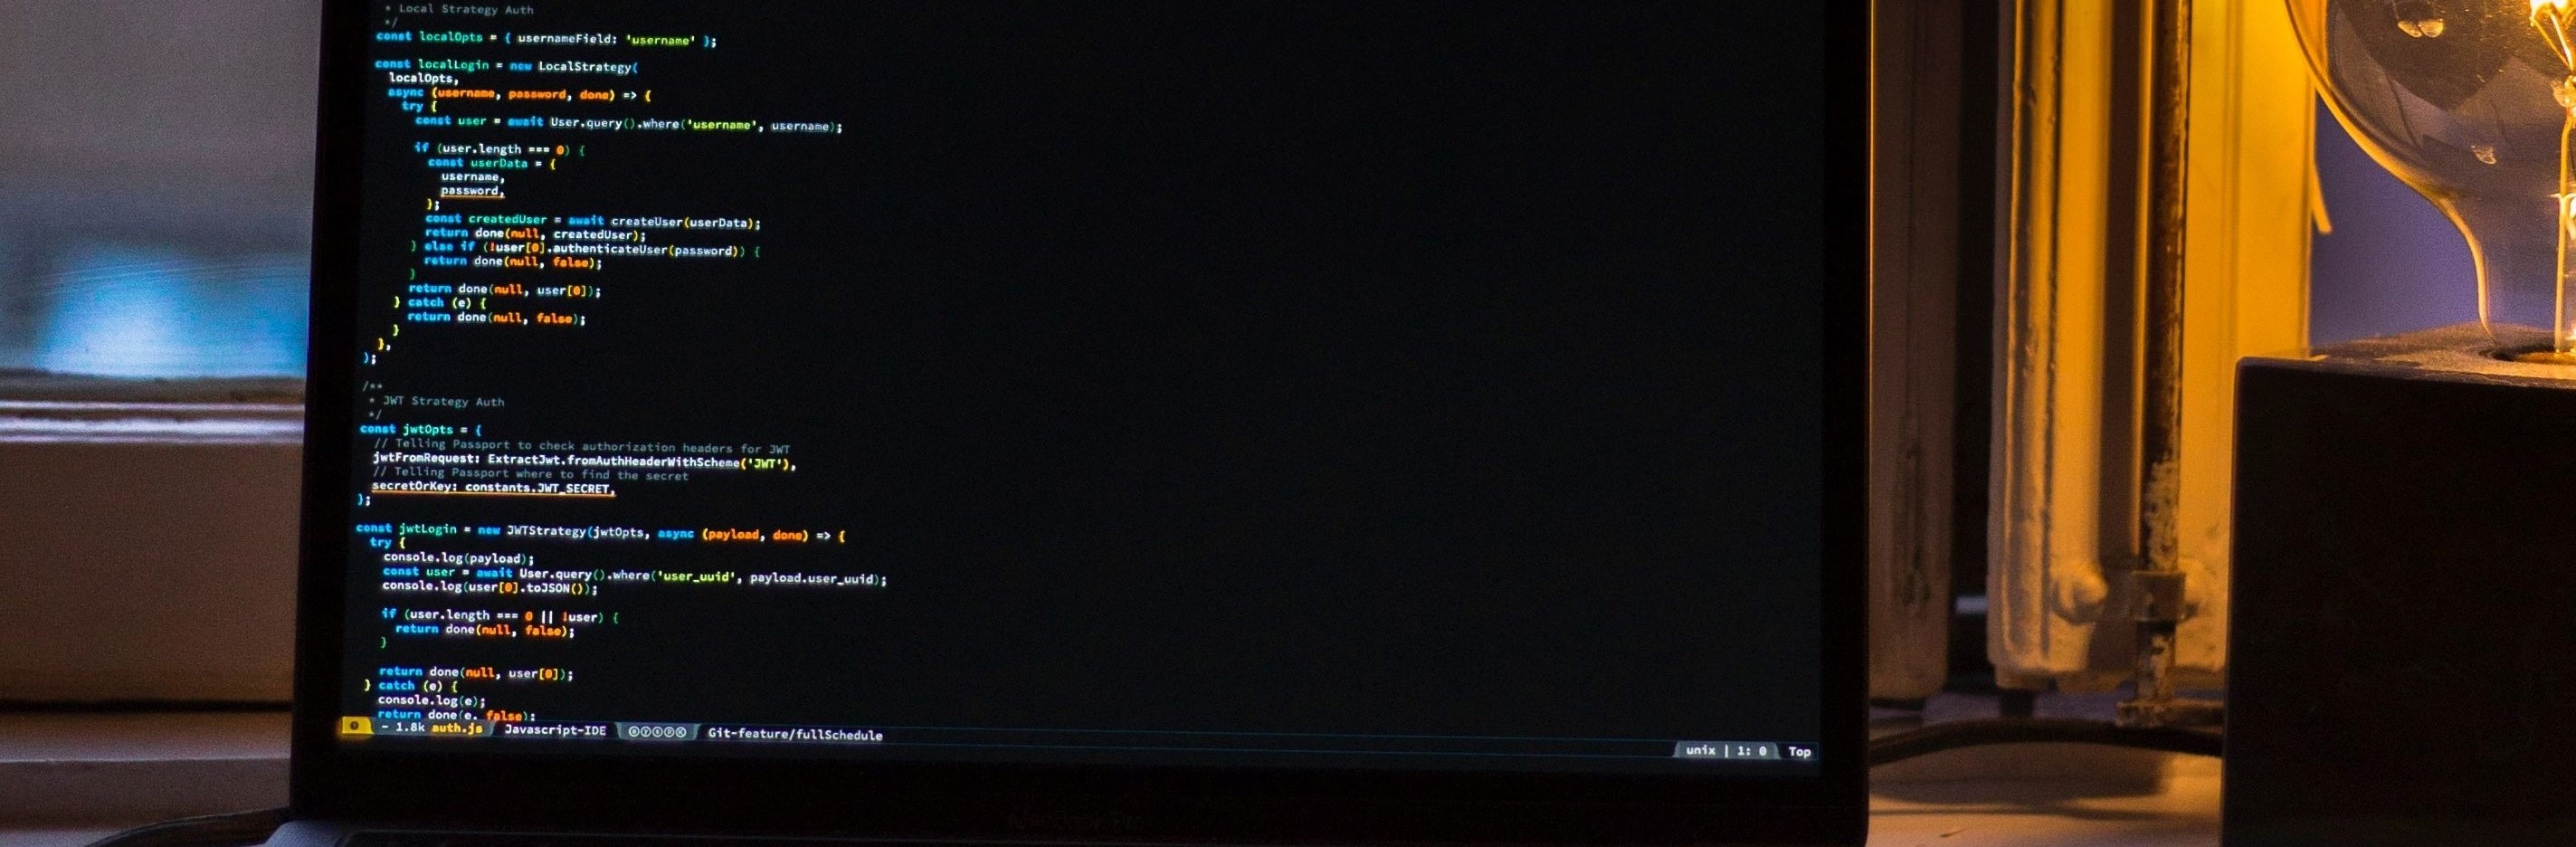 * Local Strategy Auth
*/
const localOpts = { usernameField: 'username' };
const localLogin = new LocalStrategy(
localOpts,
async (username, password, done) => {
try {
const user = await User.query().where('username', username);
if (user.length === 0) {
const userData = {
username,
password,
};
const createdUser = await createUser(userData);
return done(null, createdUser);
} else if (!user[0].authenticateUser(password)) {
return done(null, false);
}
return done(null, user[0]);
} catch (e) {
return done(null, false);
}
},
);
/**
* JWT Strategy Auth
*/
const jwtOpts = {
// Telling Passport to check authorization headers for JWT
jwtFromRequest: ExtractJwt.fromAuthHeaderWithScheme('JWT'),
// Telling Passport where to find the secret
secretOrKey: constants.JWT_SECRET,
};
const jwtLogin = new JWTStrategy(jwtOpts, async (payload, done) => {
try {
console.log(payload);
const user = await User.query().where('user_uuid', payload.user_uuid);
console.log(user[0].toJSON());
if (user.length === 0 || !user) {
return done(null, false);
}
return done(null, user[0]);
} catch (e) {
console.log(e);
return done(e, false);
- 1.8k auth.js Javascript-IDE Git-feature/fullSchedule unix | 1: 0 Top